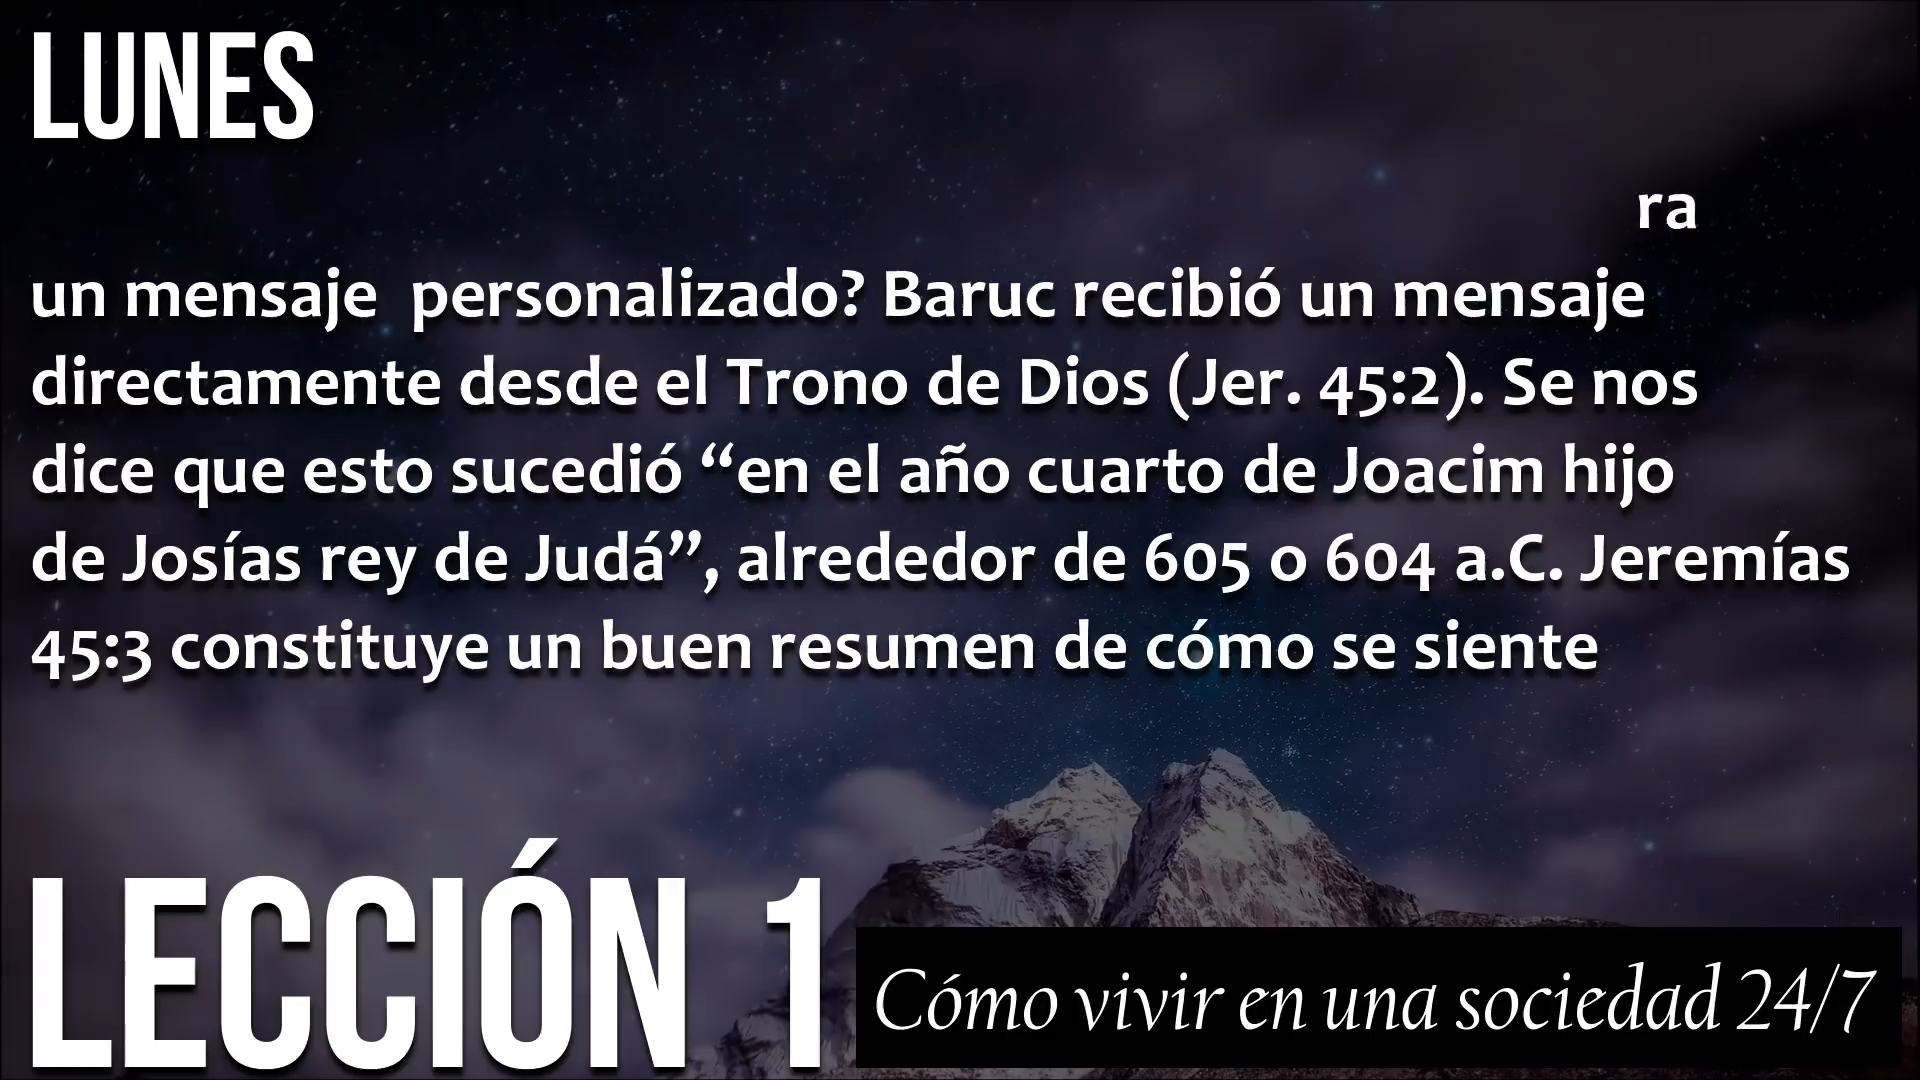 LUNES
ra
un mensaje  personalizado? Baruc recibió un mensaje
directamente desde el Trono de Dios (Jer. 45:2). Se nos
dice que esto sucedió “en el año cuarto de Joacim hijo
de Josías rey de Judá”, alrededor de 605 o 604 a.C. Jeremías
45:3 constituye un buen resumen de cómo se siente
LECCIÓN 1
Cómo vivir en una sociedad 24/7